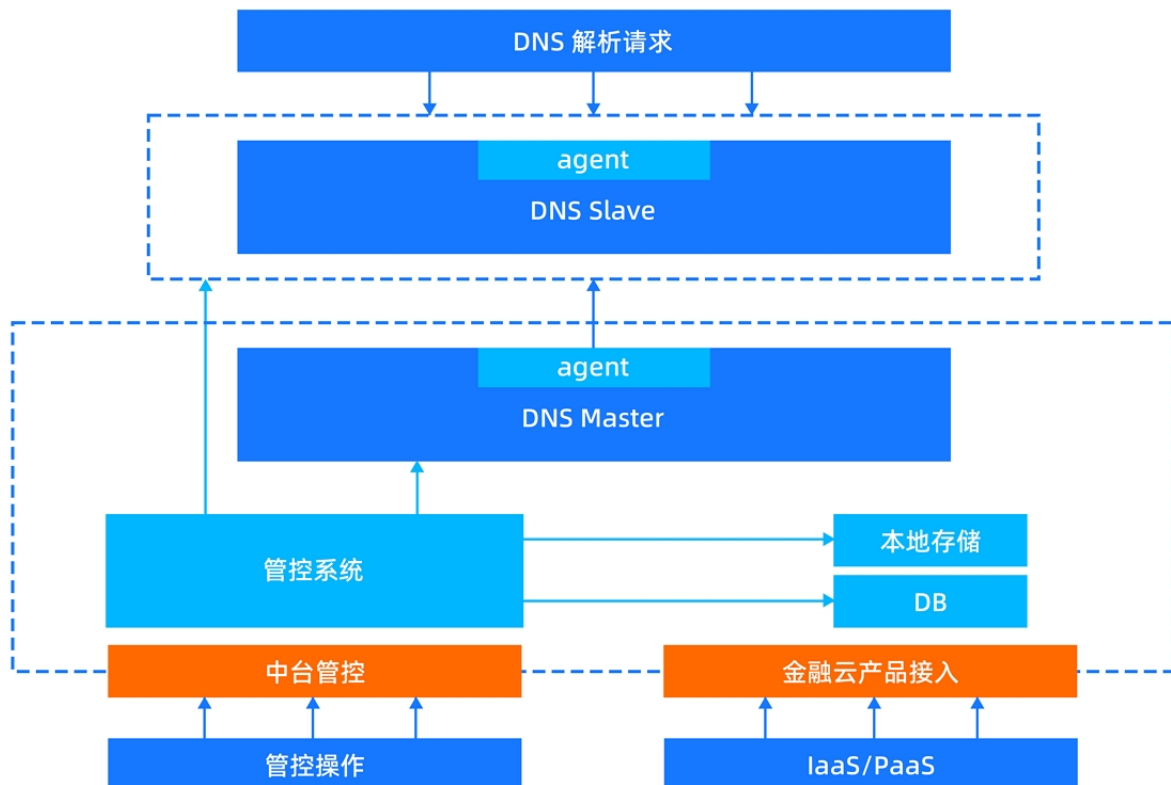 DNS 解析请求
agent
DNS Slave
agent
DNS Master
管控系统
本地存储
DB
中台管控
金融云产品接入
管控操作
IaaS/PaaS